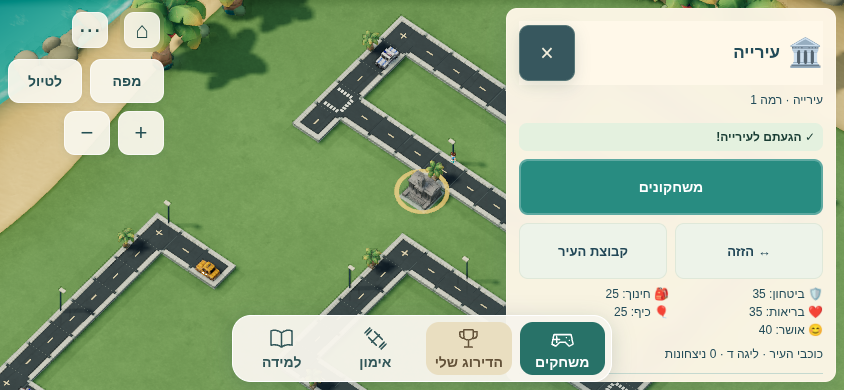 עירייה
×
עירייה · רמה 1
✓ הגעתם לעירייה!
משחקונים
↔ הזזה
קבוצת העיר
ביטחון: 35
חינוך: 25
בריאות: 35
כיף: 25
אושר: 40
כוכבי העיר · ליגה ד · 0 ניצחונות
מפה
לטיול
+
−
משחקים
הדירוג שלי
אימון
למידה